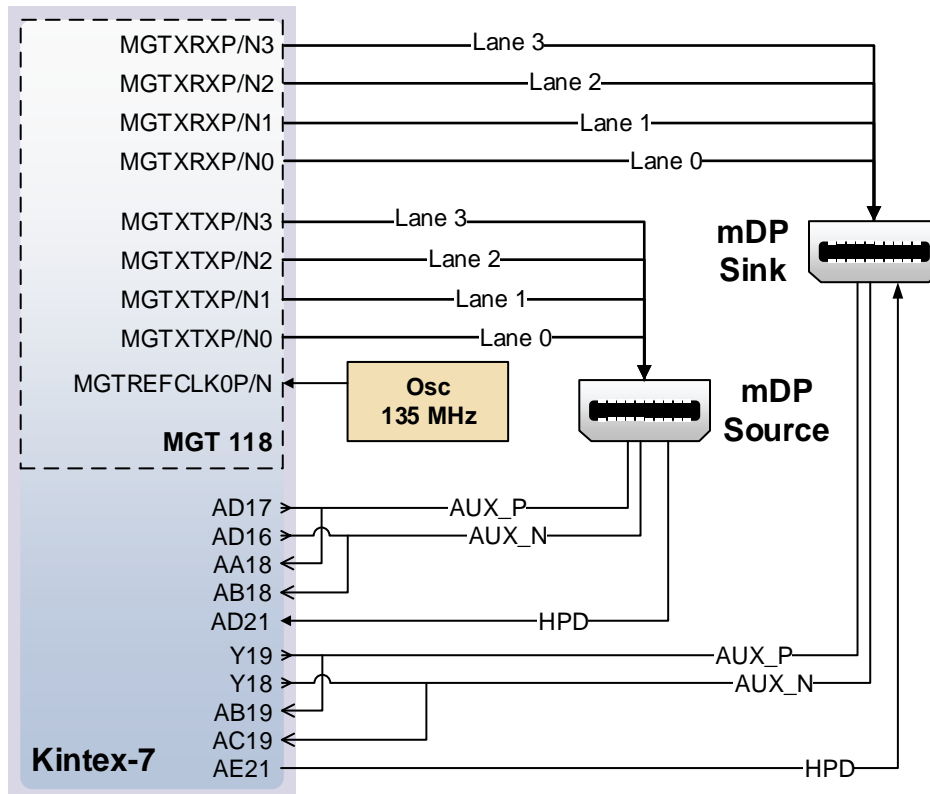 MGTXRXP/N3
Lane 3
MGTXRXP/N2
Lane 2
MGTXRXP/N1
Lane 1
MGTXRXP/N0
Lane 0
MGTXTXP/N3
Lane 3
MGTXTXP/N2
Lane 2
MGTXTXP/N1
Lane 1
MGTXTXP/N0
Lane 0
mDP
Sink
MGTREFCLK0P/N
Osc
135 MHz
mDP
Source
MGT 118
AD17
AUX_P
AD16
AUX_N
AA18
AB18
AD21
HPD
Y19
AUX_P
Y18
AUX_N
AB19
AC19
AE21
HPD
Kintex-7